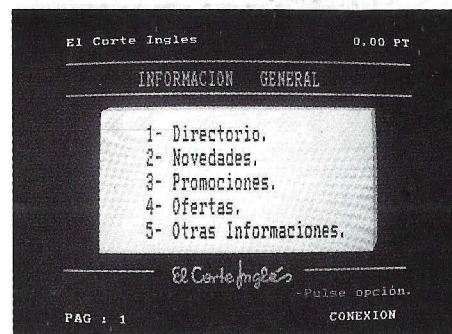 El Corte Ingles 0,00 PT
INFORMACION GENERAL
1- Directorio.
2- Novedades.
3- Promociones.
4- Ofertas.
5- Otras Informaciones.
El Corte Inglés
-Pulse opción.
PAG : 1 CONEXION